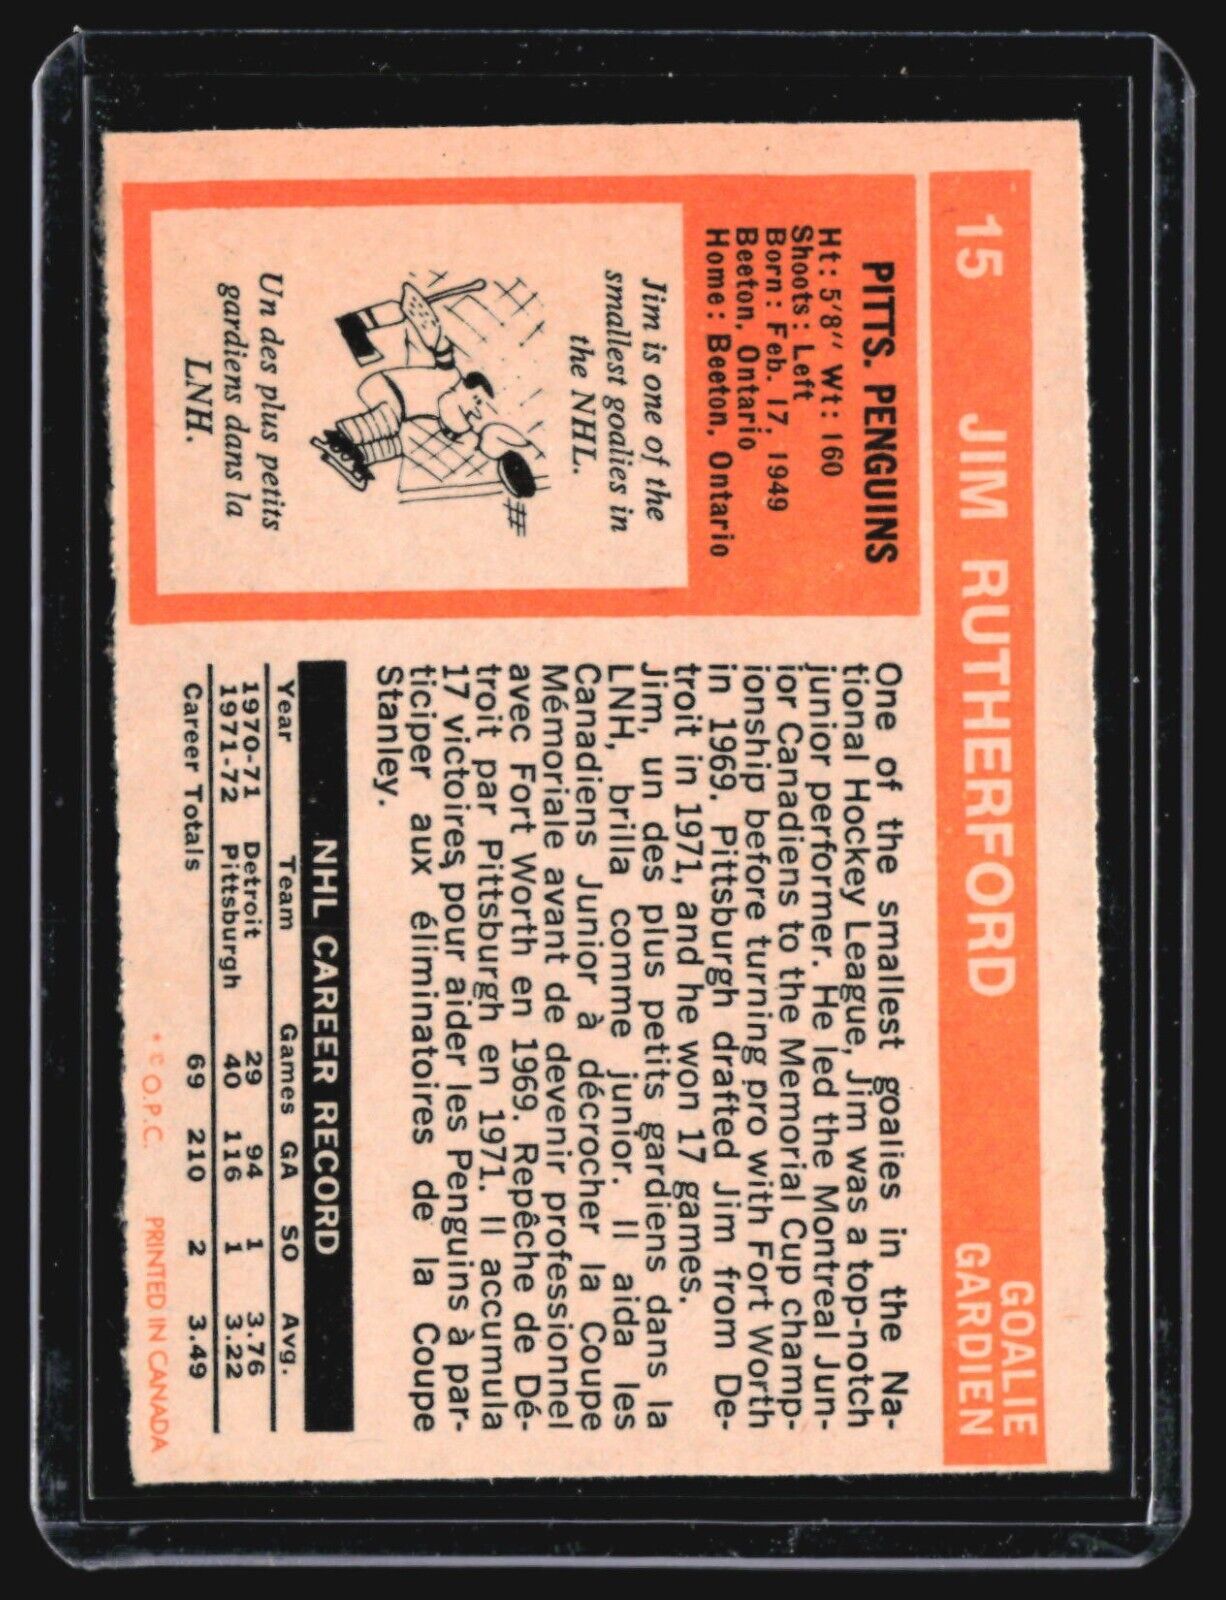 15 JIM RUTHERFORD GOALIE
GARDIEN
PITTS. PENGUINS
Ht: 5'8" Wt: 160
Shoots: Left
Born: Feb. 17, 1949
Beeton, Ontario
Home: Beeton, Ontario
Jim is one of the
smallest goalies in
the NHL.
Un des plus petits
gardiens dans la
LNH.
One of the smallest goalies in the Na-
tional Hockey League, Jim was a top-notch
junior performer. He led the Montreal Jun-
ior Canadiens to the Memorial Cup champ-
ionship before turning pro with Fort Worth
in 1969. Pittsburgh drafted Jim from De-
troit in 1971, and he won 17 games.
Jim, un des plus petits gardiens dans la
LNH, brilla comme junior. Il aida les
Canadiens Junior à décrocher la Coupe
Mémoriale avant de devenir professionnel
avec Fort Worth en 1969. Repêche de Dé-
troit par Pittsburgh en 1971. Il accumula
17 victoires pour aider les Penguins à par-
ticiper aux éliminatoires de la Coupe
Stanley.
NHL CAREER RECORD
Year Team Games GA SO Avg.
1970-71 Detroit 29 94 1 3.76
1971-72 Pittsburgh 40 116 1 3.22
Career Totals 69 210 2 3.49
* © O.P.C. PRINTED IN CANADA